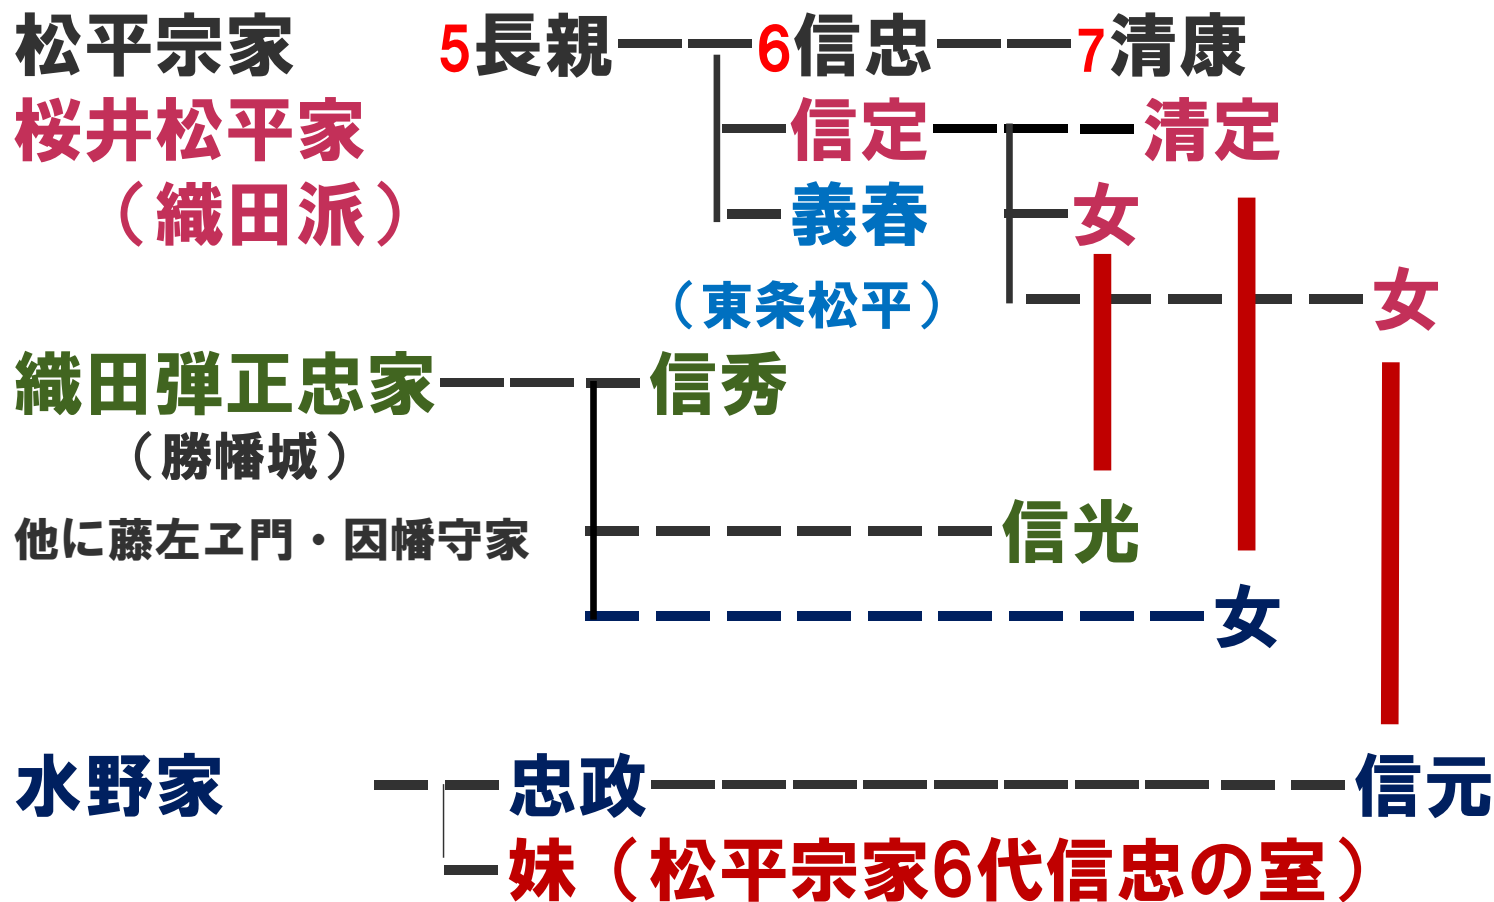 松平宗家 5長親 6信忠 7清康
桜井松平家 信定 清定
（織田派） 義春 女
（東条松平） 女
織田弾正忠家 信秀
（勝幡城）
他に藤左ヱ門・因幡守家 信光
女
水野家 忠政 信元
妹（松平宗家6代信忠の室）